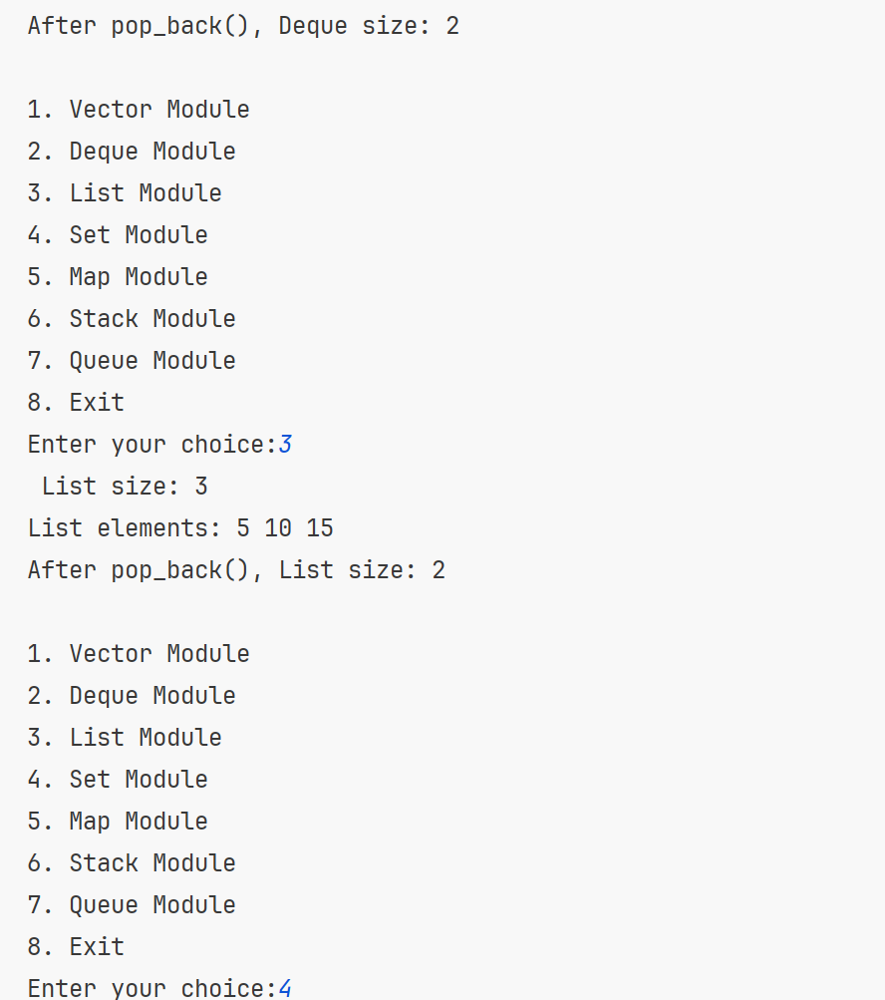 After pop_back(), Deque size: 2
1. Vector Module
2. Deque Module
3. List Module
4. Set Module
5. Map Module
6. Stack Module
7. Queue Module
8. Exit
Enter your choice:3
List size: 3
List elements: 5 10 15
After pop_back(), List size: 2
1. Vector Module
2. Deque Module
3. List Module
4. Set Module
5. Map Module
6. Stack Module
7. Queue Module
8. Exit
Enter your choice:4